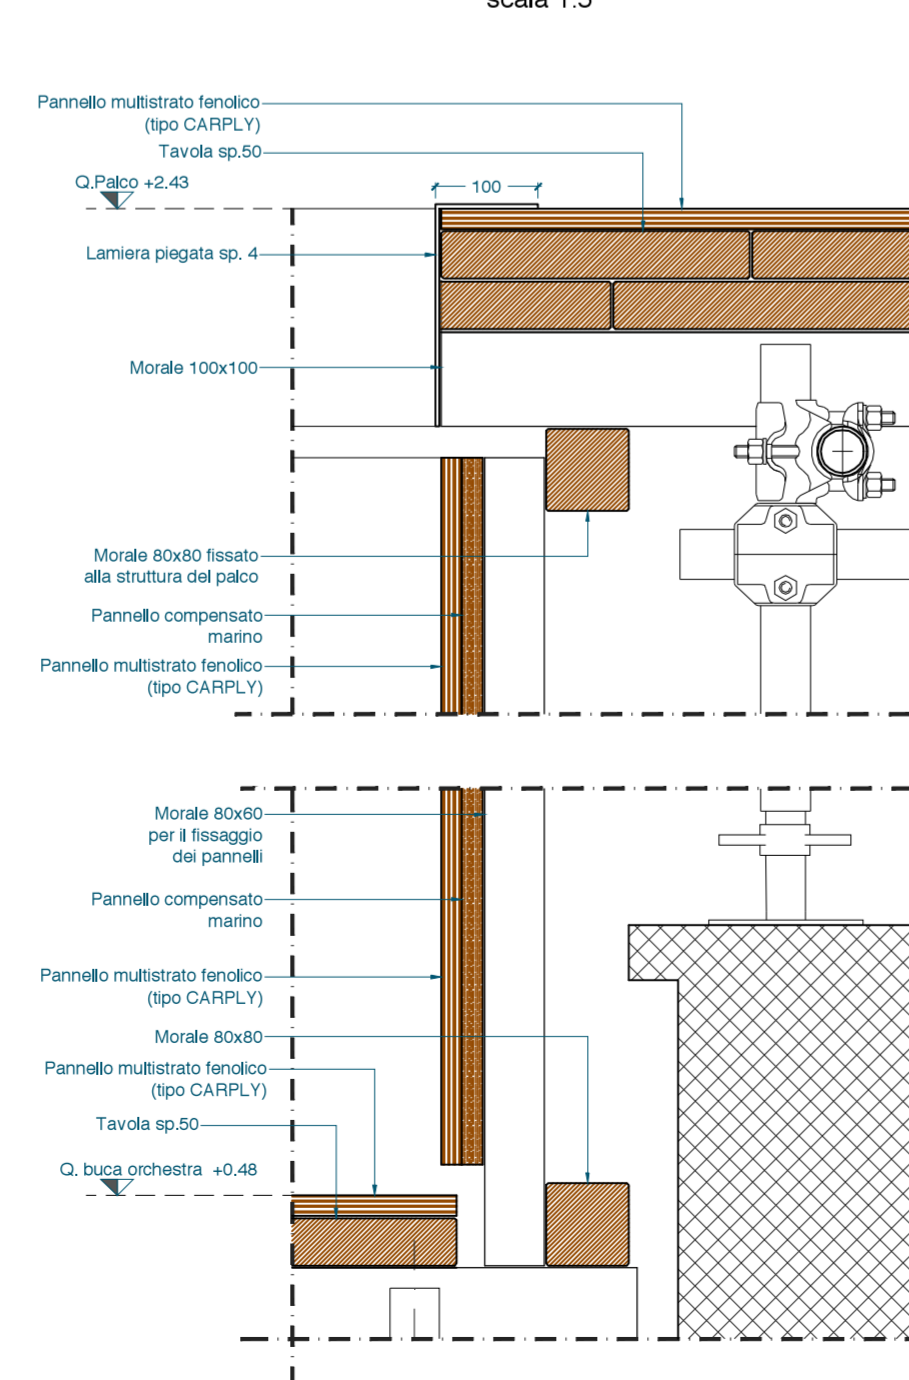 scala 1:5
Pannello multistrato fenolico
(tipo CARPLY)
Tavola sp.50
Q.Palco +2.43
100
Lamiera piegata sp. 4
Morale 100x100
Morale 80x80 fissato
alla struttura del palco
Pannello compensato
marino
Pannello multistrato fenolico
(tipo CARPLY)
Morale 80x60
per il fissaggio
dei pannelli
Pannello compensato
marino
Pannello multistrato fenolico
(tipo CARPLY)
Morale 80x80
Pannello multistrato fenolico
(tipo CARPLY)
Tavola sp.50
Q. buca orchestra +0.48